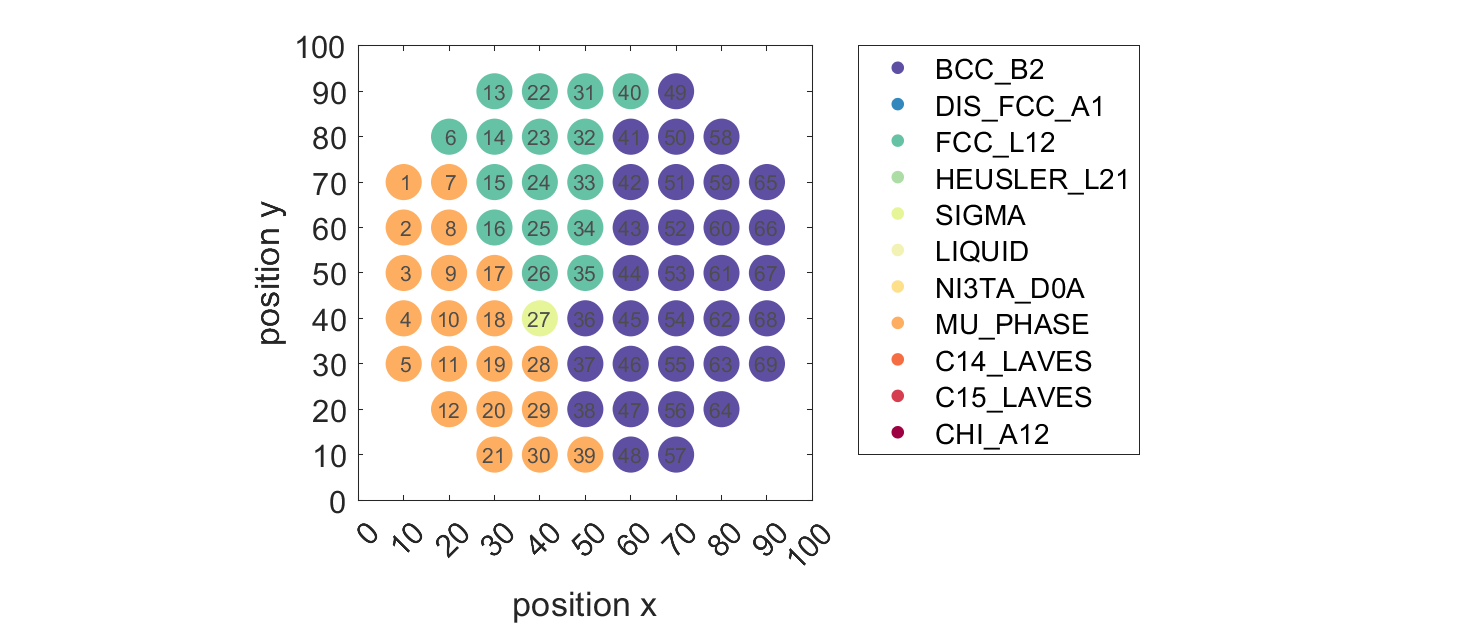 100
90
80
70
60
50
40
30
20
10
0
position y
13 22 31 40 49
6 14 23 32 41 50 58
1 7 15 24 33 42 51 59 65
2 8 16 25 34 43 52 60 66
3 9 17 26 35 44 53 61 67
4 10 18 27 36 45 54 62 68
5 11 19 28 37 46 55 63 69
12 20 29 38 47 56 64
21 30 39 48 57
0 10 20 30 40 50 60 70 80 90 100
position x
BCC_B2
DIS_FCC_A1
FCC_L12
HEUSLER_L21
SIGMA
LIQUID
NI3TA_D0A
MU_PHASE
C14_LAVES
C15_LAVES
CHI_A12